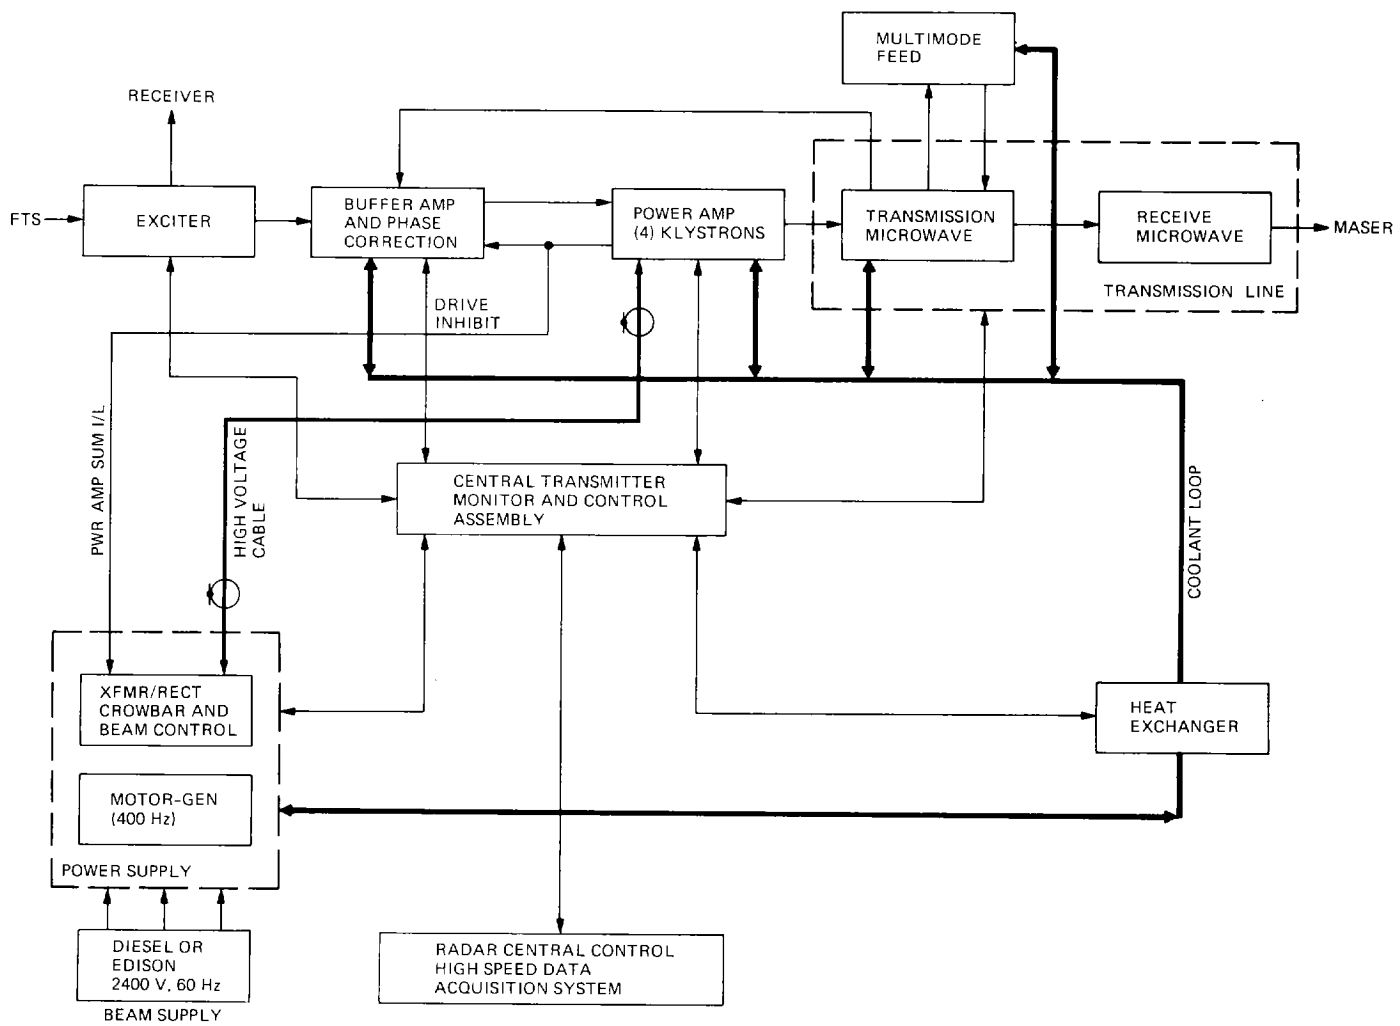 MULTIMODE
FEED
RECEIVER
FTS
EXCITER
BUFFER AMP
AND PHASE
CORRECTION
POWER AMP
(4) KLYSTRONS
TRANSMISSION
MICROWAVE
RECEIVE
MICROWAVE
MASER
TRANSMISSION LINE
DRIVE
INHIBIT
PWR AMP SUM I/L
HIGH VOLTAGE
CABLE
CENTRAL TRANSMITTER
MONITOR AND CONTROL
ASSEMBLY
COOLANT LOOP
XFMR/RECT
CROWBAR AND
BEAM CONTROL
HEAT
EXCHANGER
MOTOR-GEN
(400 Hz)
POWER SUPPLY
DIESEL OR
EDISON
2400 V, 60 Hz
BEAM SUPPLY
RADAR CENTRAL CONTROL
HIGH SPEED DATA
ACQUISITION SYSTEM